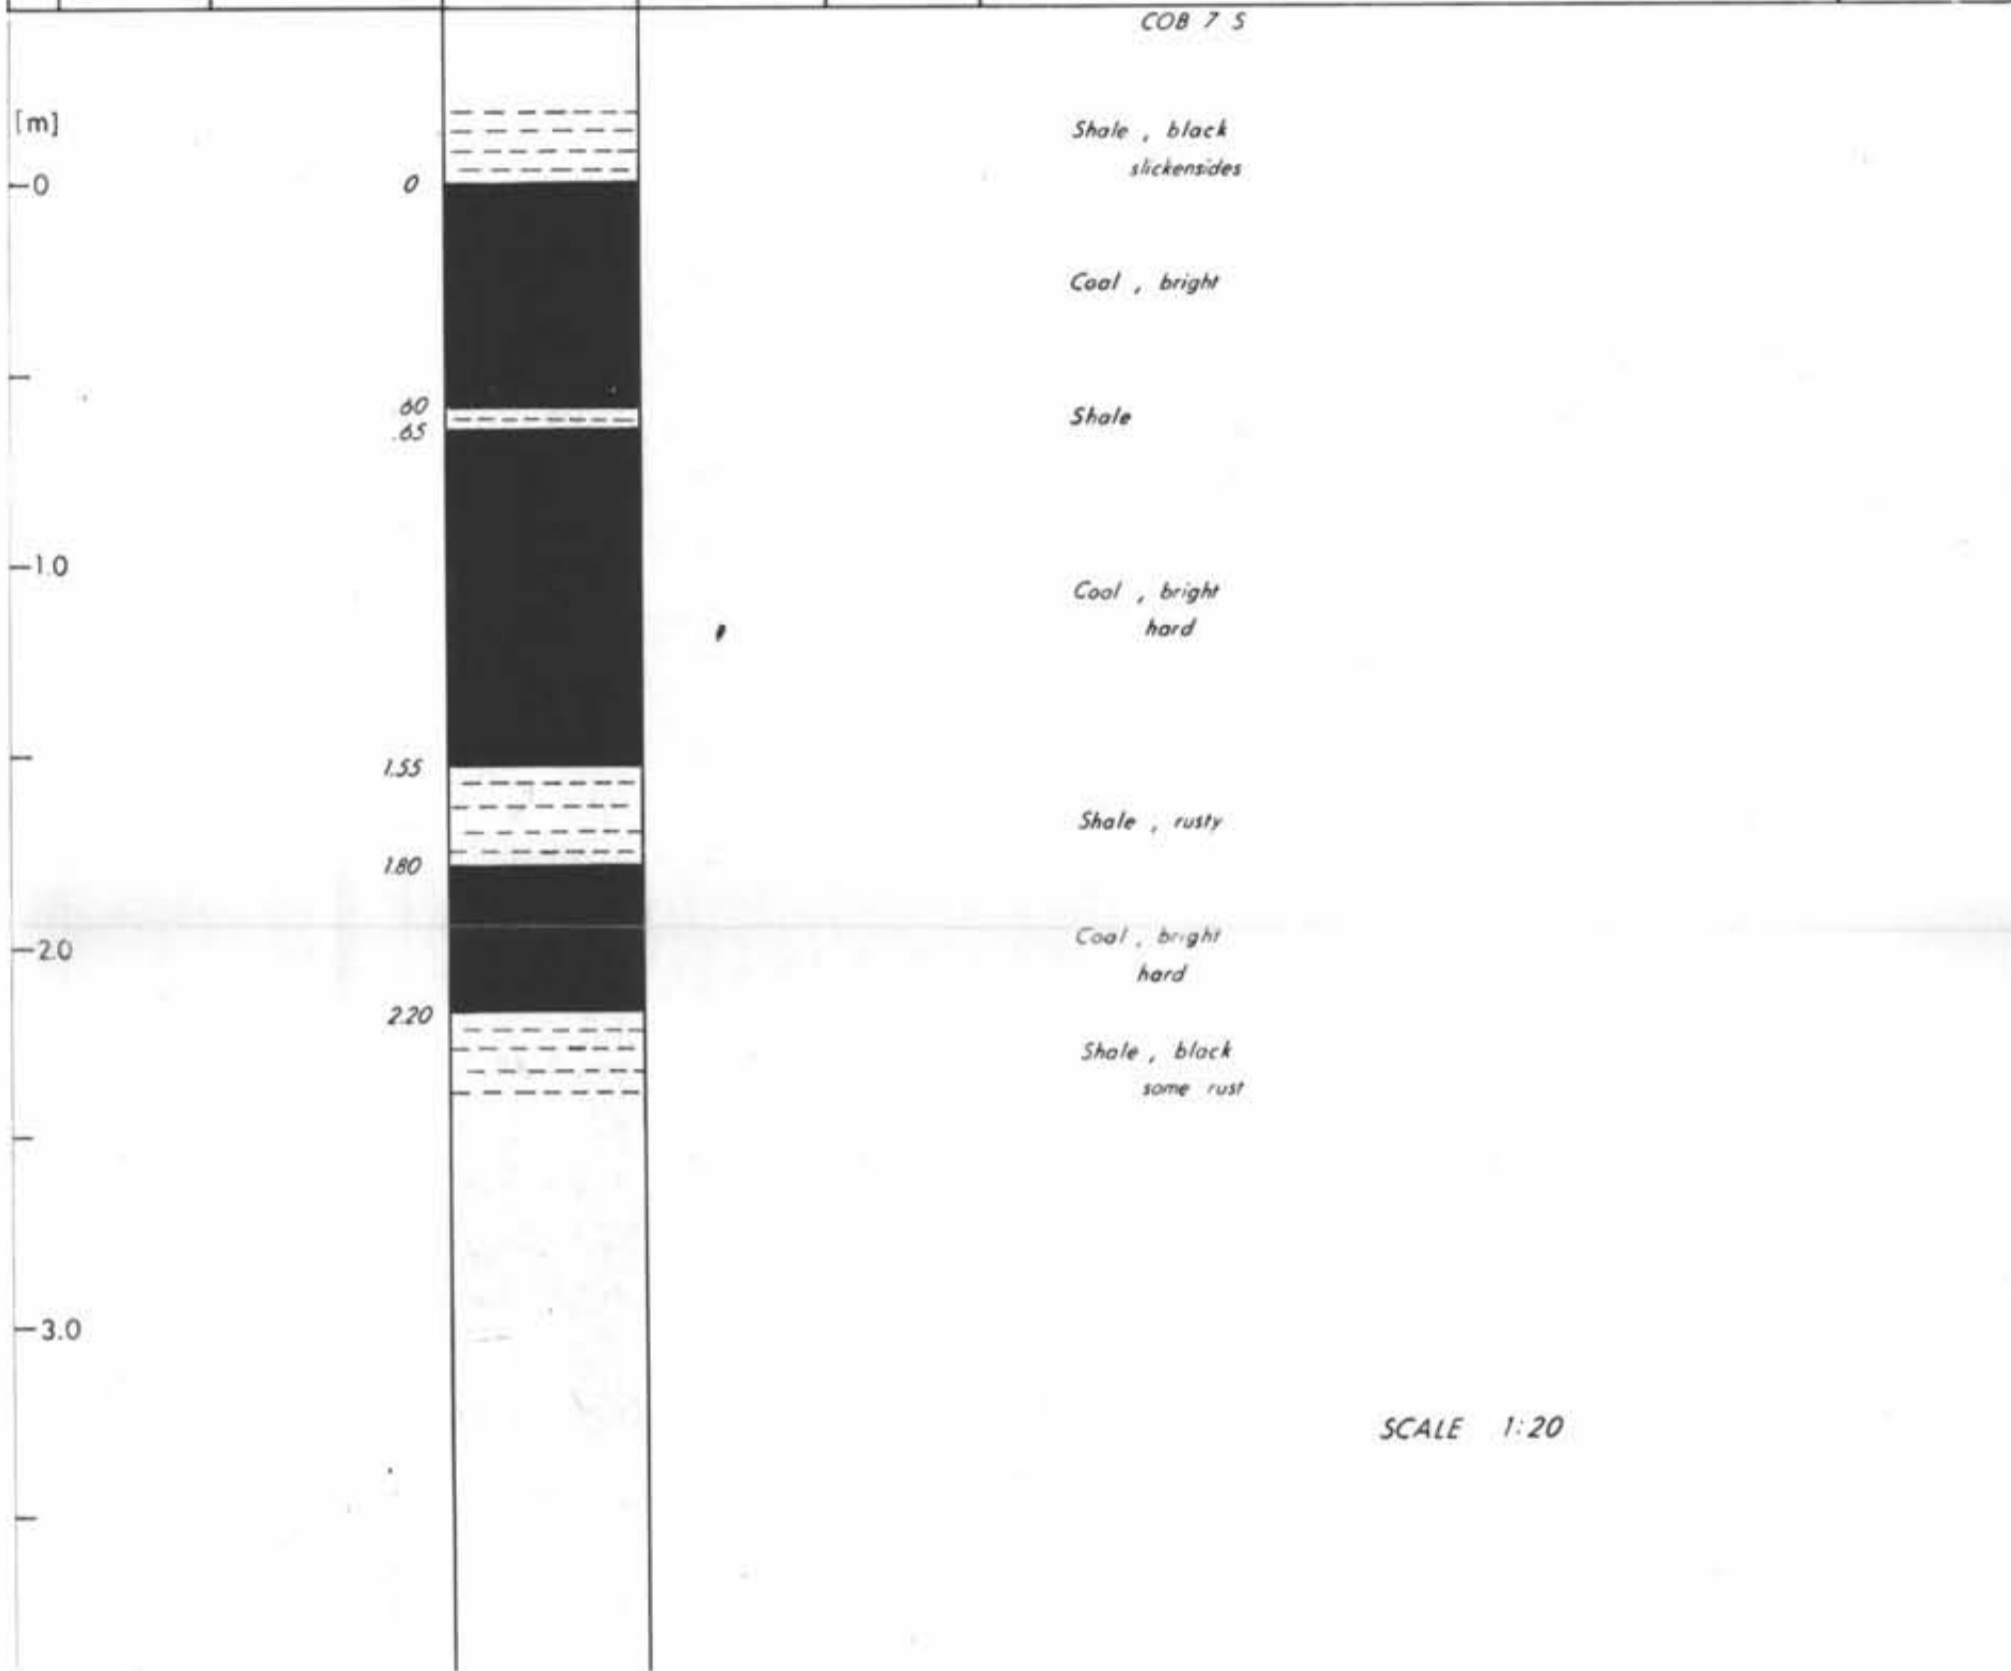 COB 7 S
[m]
Shale , black
slickensides
0
0
Coal , bright
60
.65
Shale
1.0
Coal , bright
hard
1.55
Shale , rusty
1.80
Coal , bright
2.0
hard
2.20
Shale , black
some rust
3.0
SCALE 1:20